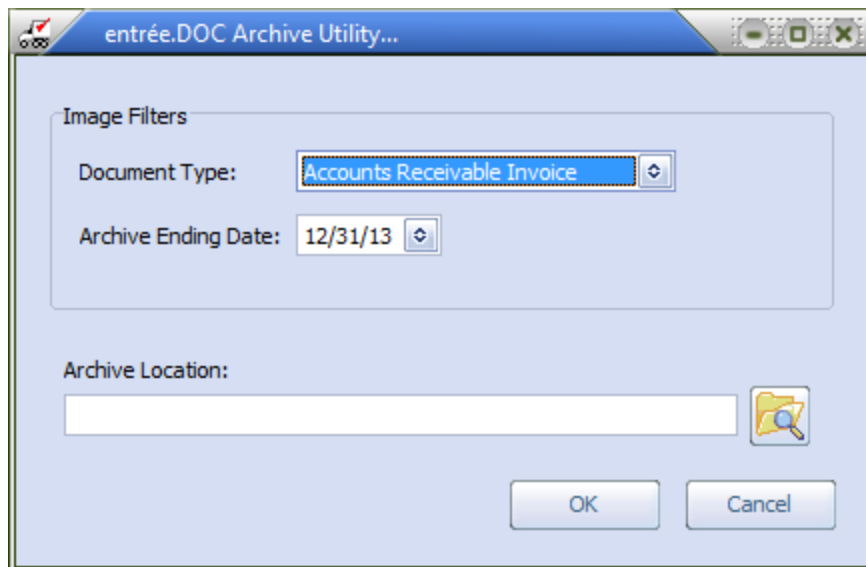 entrée.DOC Archive Utility...
Image Filters
Document Type: Accounts Receivable Invoice
Archive Ending Date: 12/31/13
Archive Location:
OK Cancel